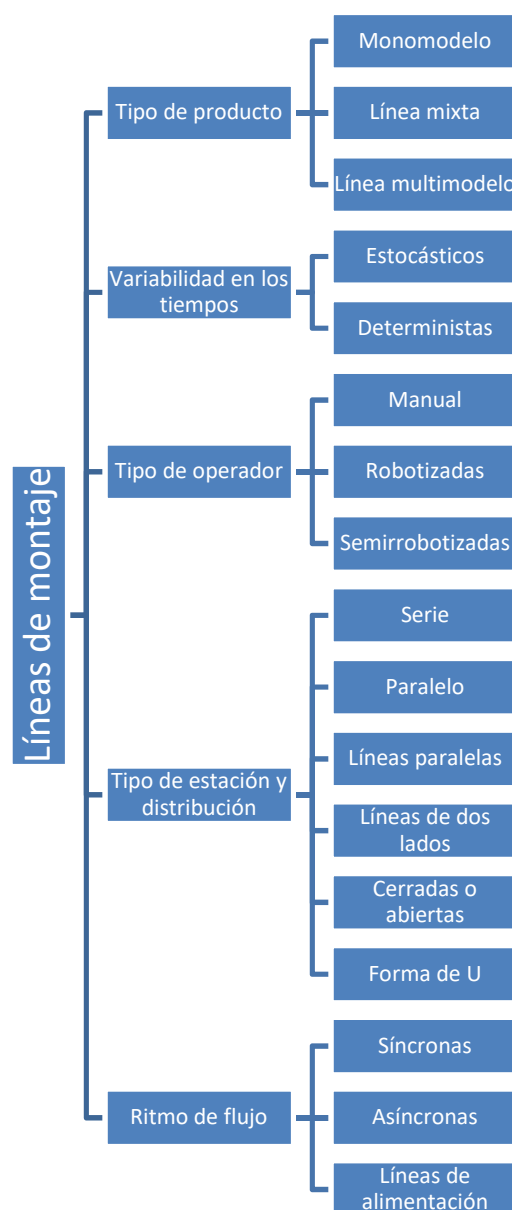 Líneas de montaje
Tipo de producto
Monomodelo
Línea mixta
Línea multimodelo
Variabilidad en los
tiempos
Estocásticos
Deterministas
Tipo de operador
Manual
Robotizadas
Semirrobotizadas
Tipo de estación y
distribución
Serie
Paralelo
Líneas paralelas
Líneas de dos
lados
Cerradas o
abiertas
Forma de U
Ritmo de flujo
Síncronas
Asíncronas
Líneas de
alimentación